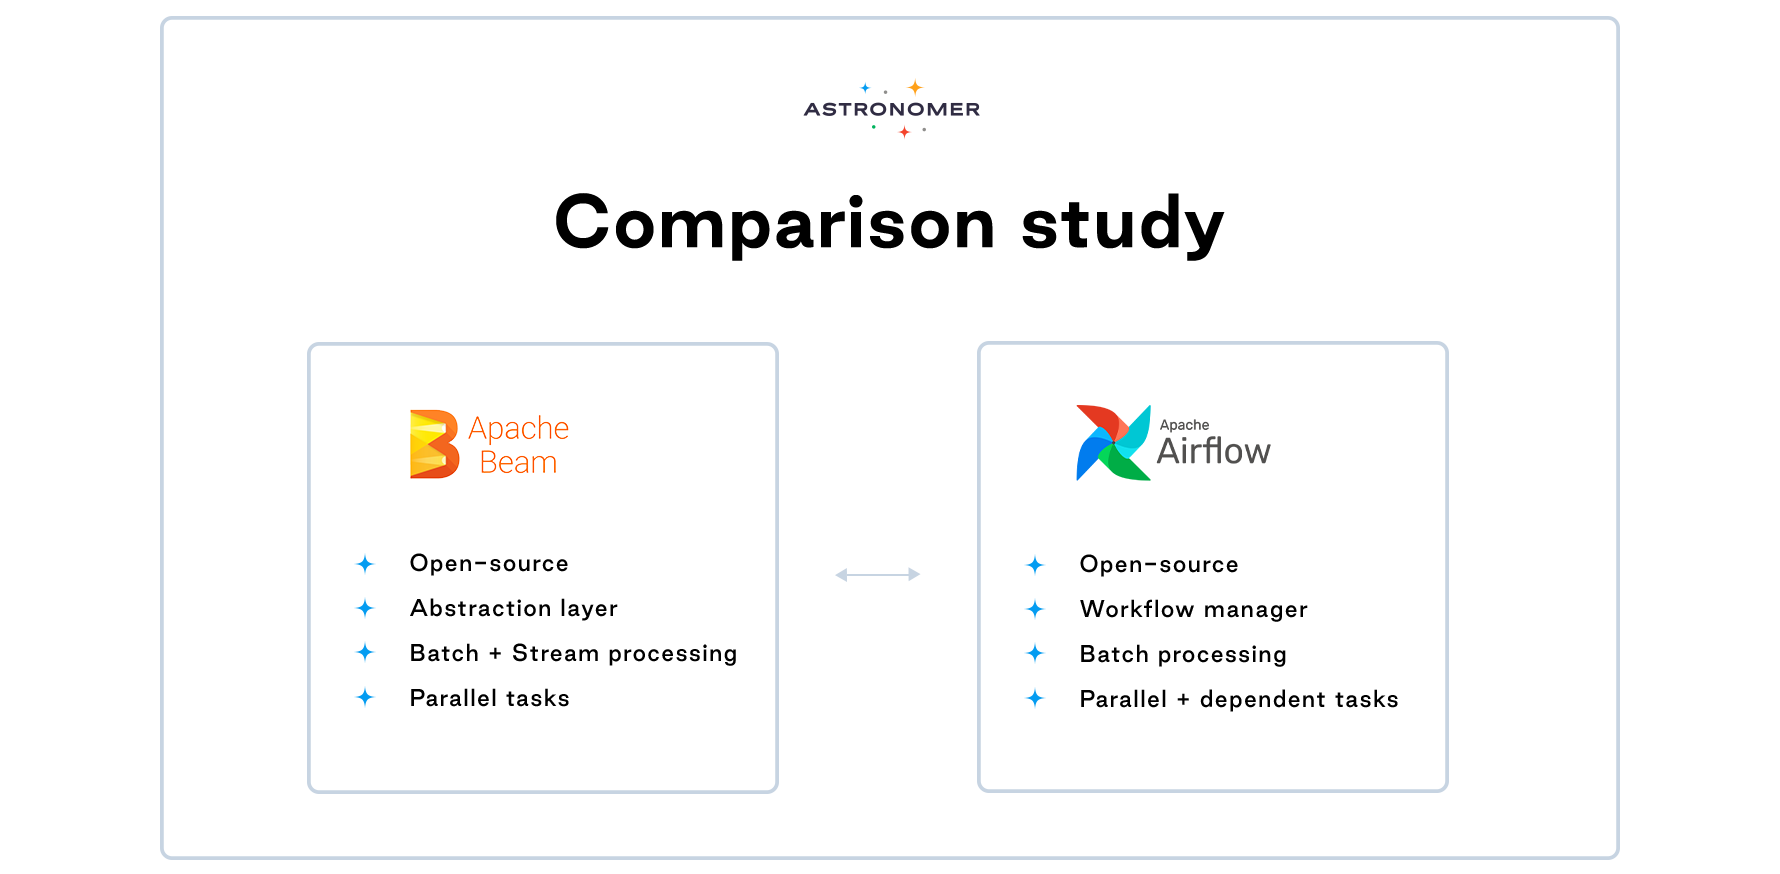 ASTRONOMER
Comparison study
Apache
Beam
Open-source
Abstraction layer
Batch + Stream processing
Parallel tasks
Apache
Airflow
Open-source
Workflow manager
Batch processing
Parallel + dependent tasks